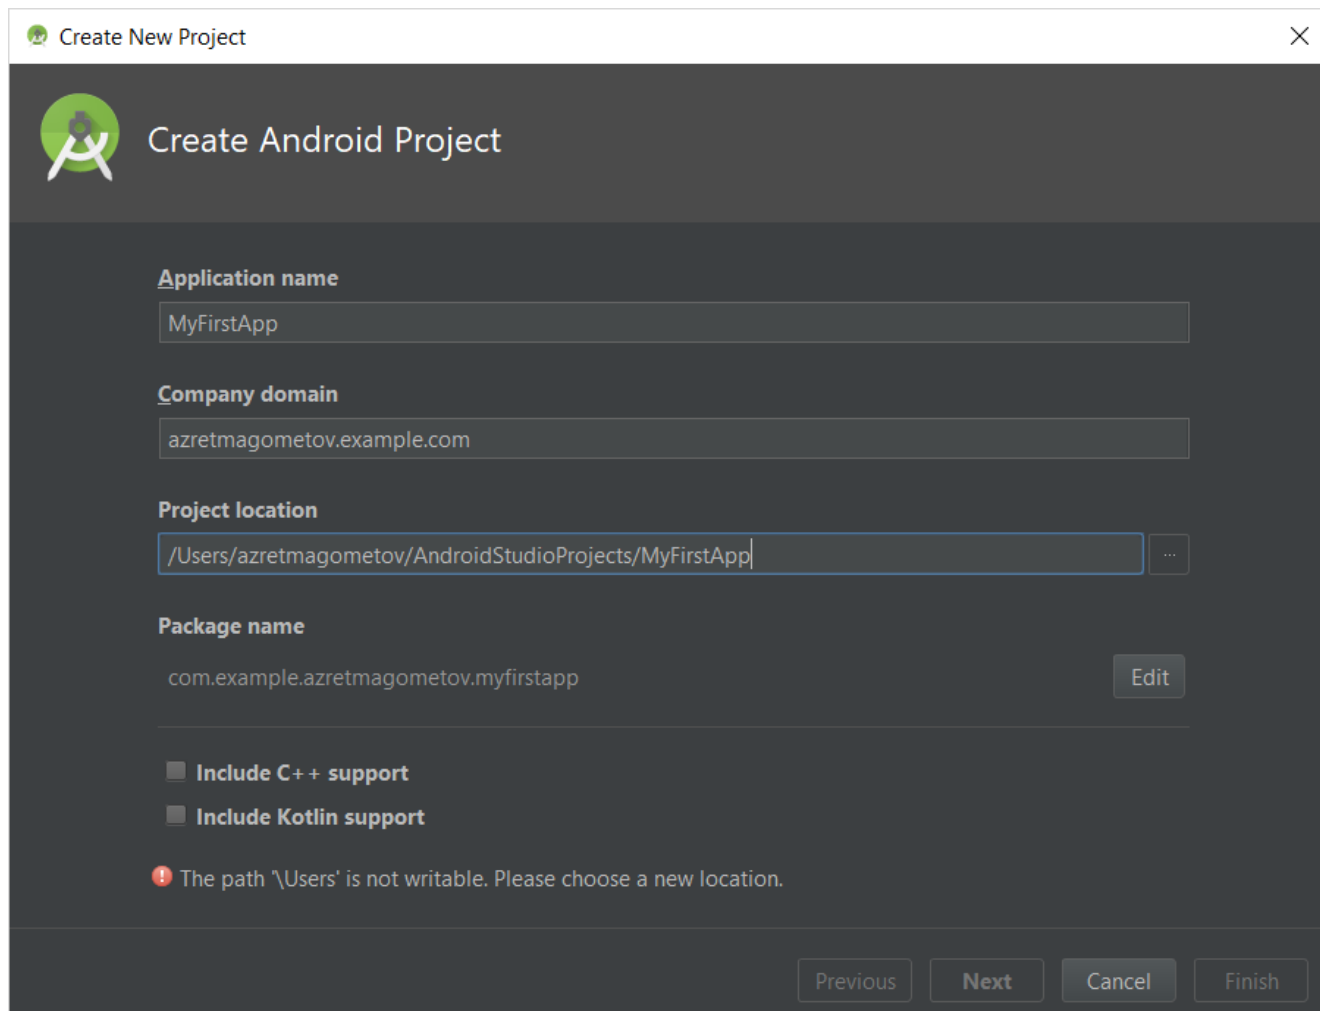 Create New Project
Create Android Project
Application name
MyFirstApp
Company domain
azretmagometov.example.com
Project location
/Users/azretmagometov/AndroidStudioProjects/MyFirstApp
...
Package name
com.example.azretmagometov.myfirstapp
Edit
Include C++ support
Include Kotlin support
The path '\Users' is not writable. Please choose a new location.
Previous Next Cancel Finish